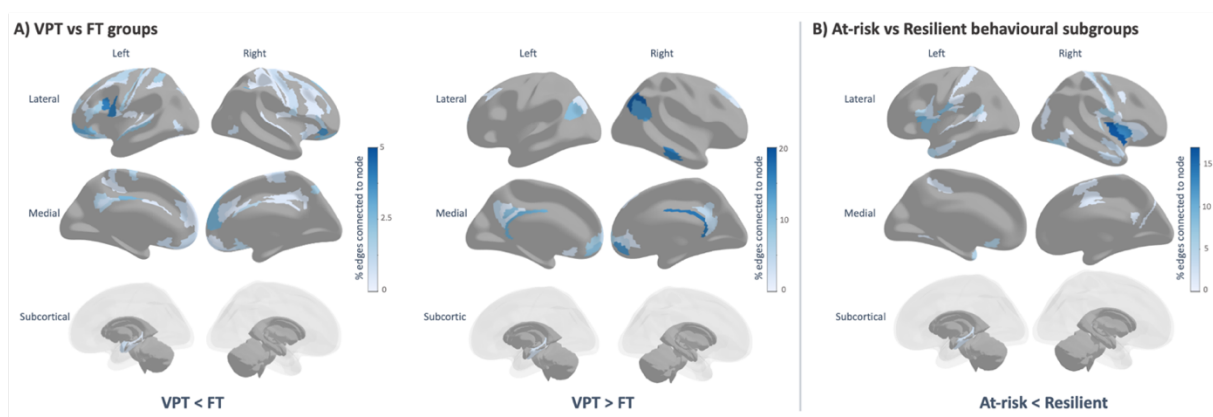 A) VPT vs FT groups
B) At-risk vs Resilient behavioural subgroups
Left
Right
Left
Right
Left
Right
Lateral
Lateral
Lateral
Medial
Medial
Medial
Subcortical
Subcortic
Subcortical
5
2.5
0
% edges connected to node
20
10
0
% edges connected to node
15
10
5
0
% edges connected to node
VPT < FT
VPT > FT
At-risk < Resilient